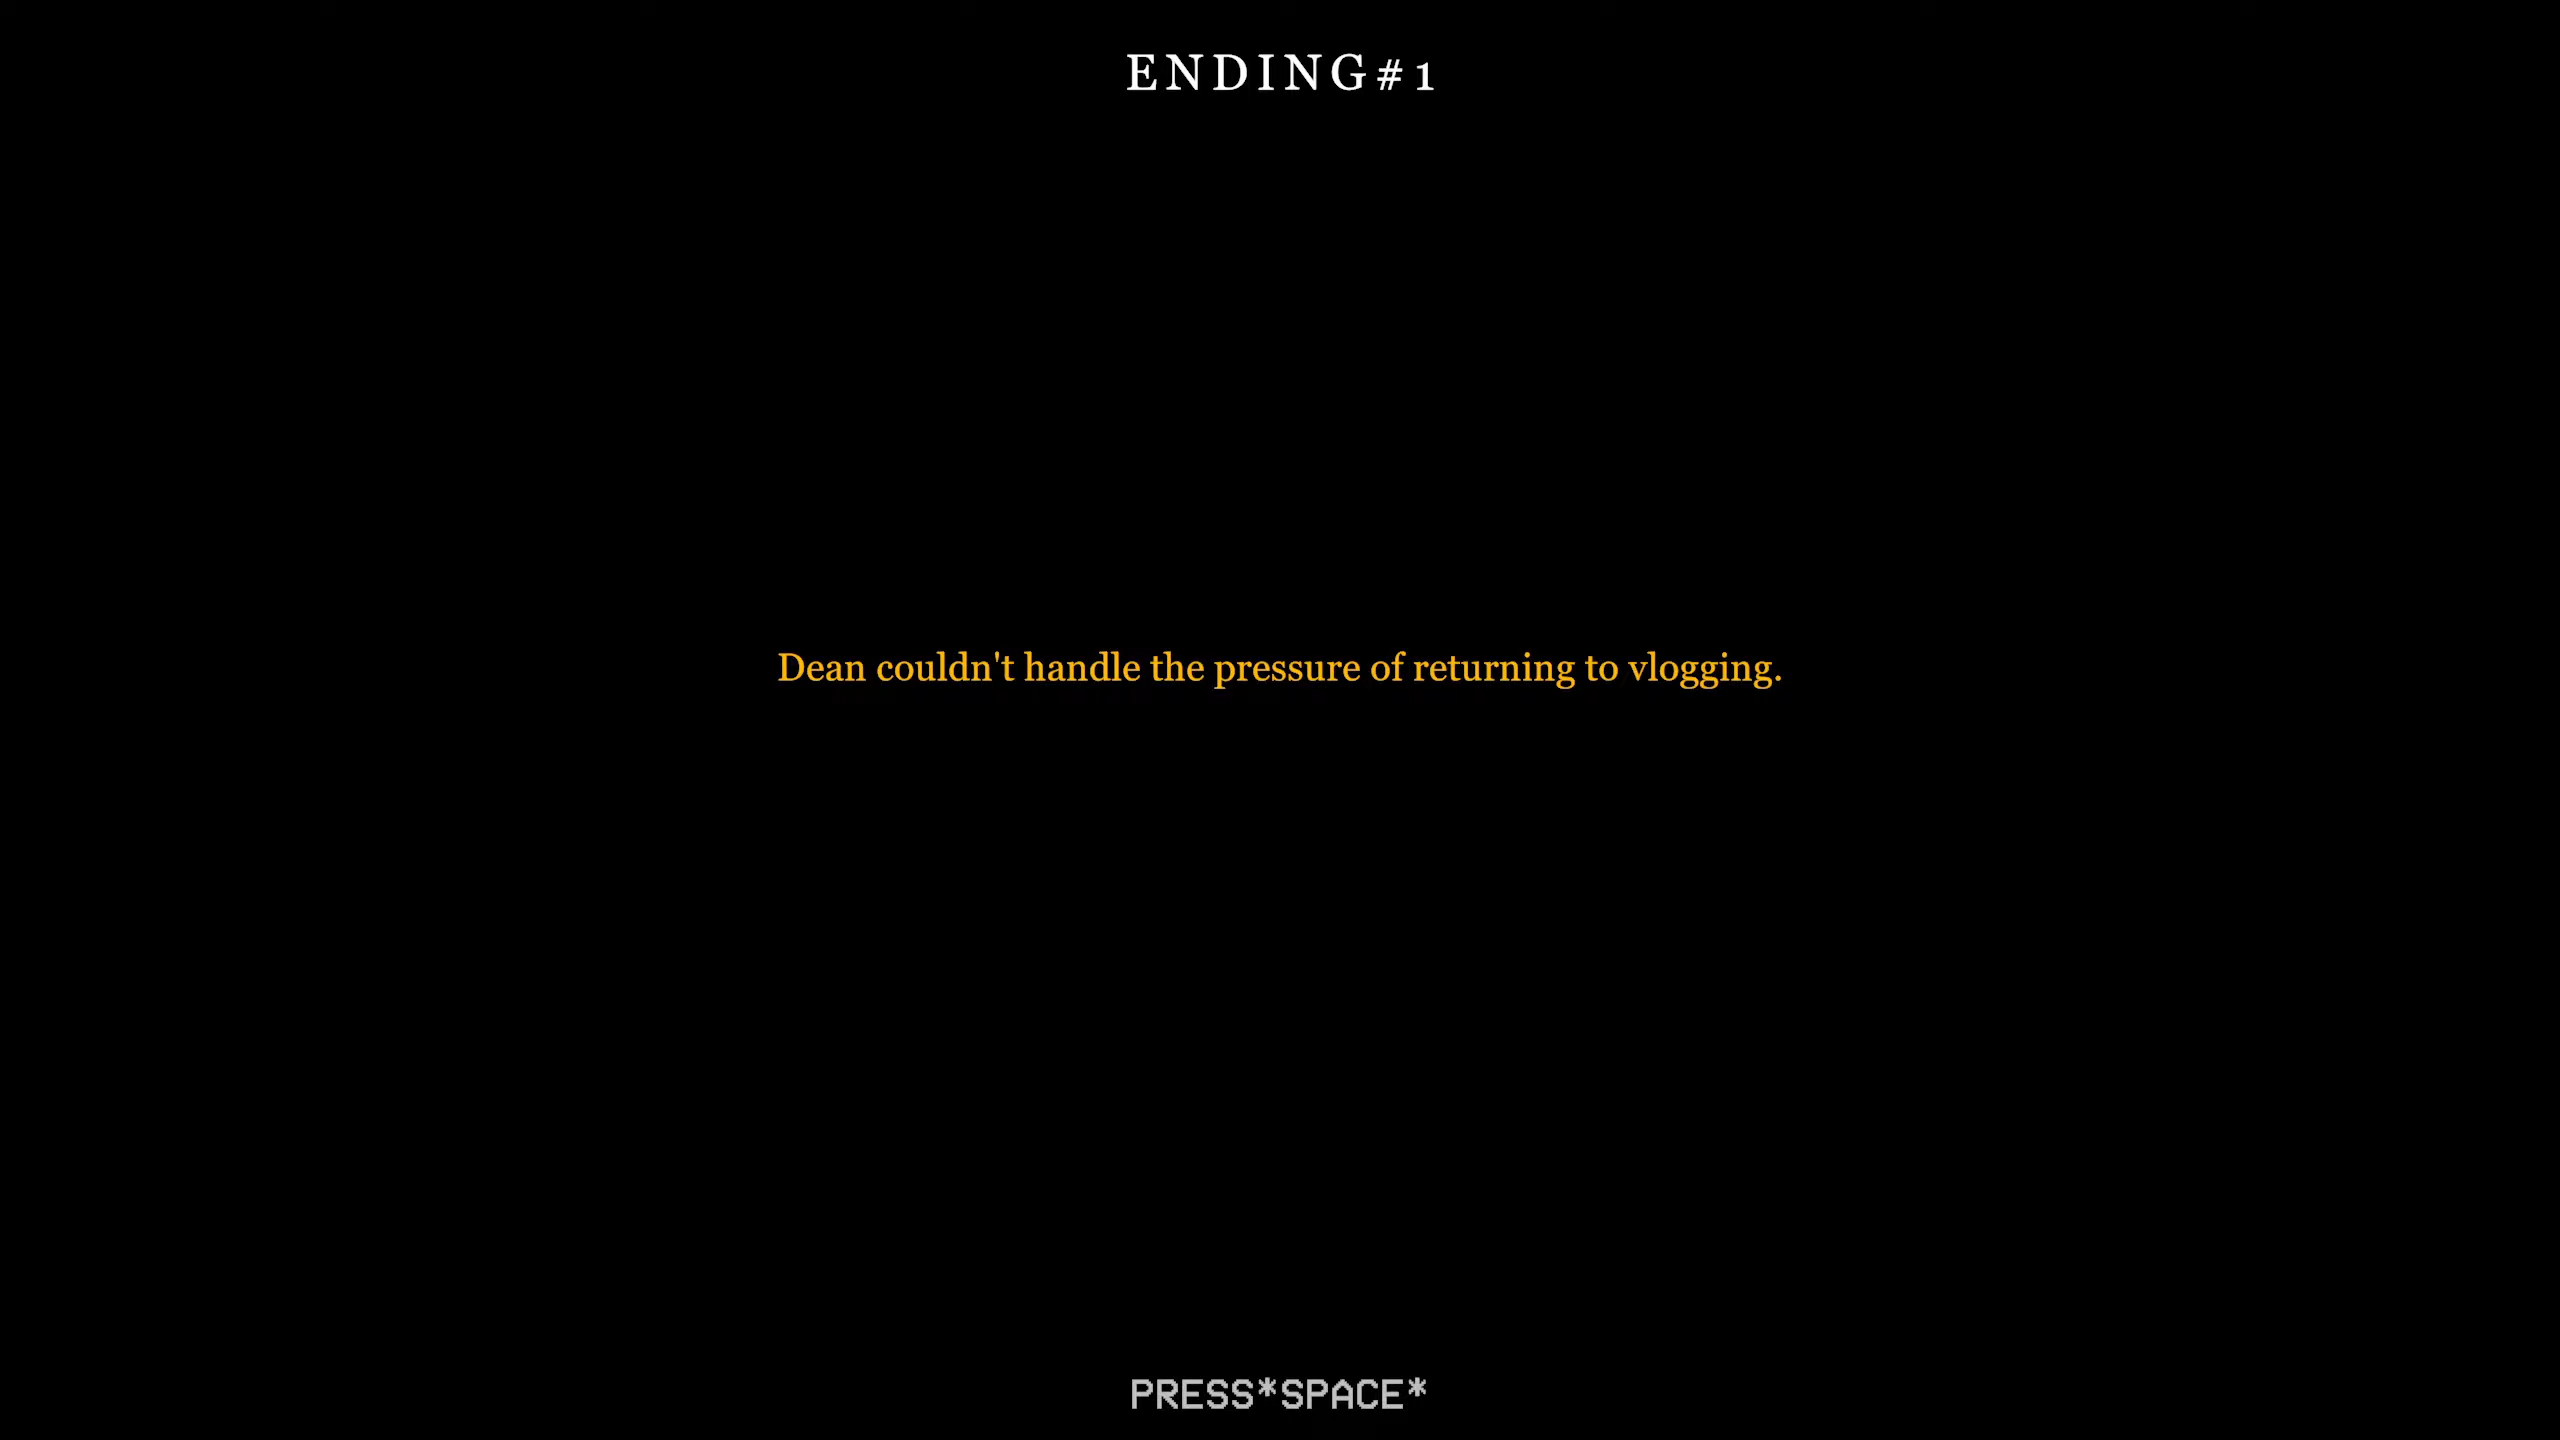 ENDING#1
Dean couldn't handle the pressure of returning to vlogging.
PRESS*SPACE*